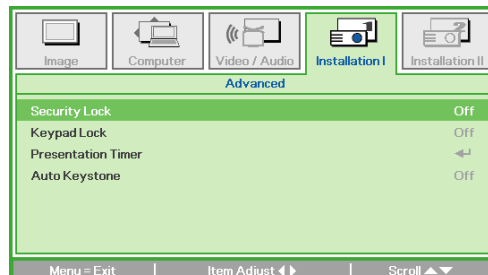 Image Computer Video / Audio Installation I Installation II
Advanced
Security Lock Off
Keypad Lock Off
Presentation Timer
Auto Keystone Off
Menu = Exit Item Adjust Scroll